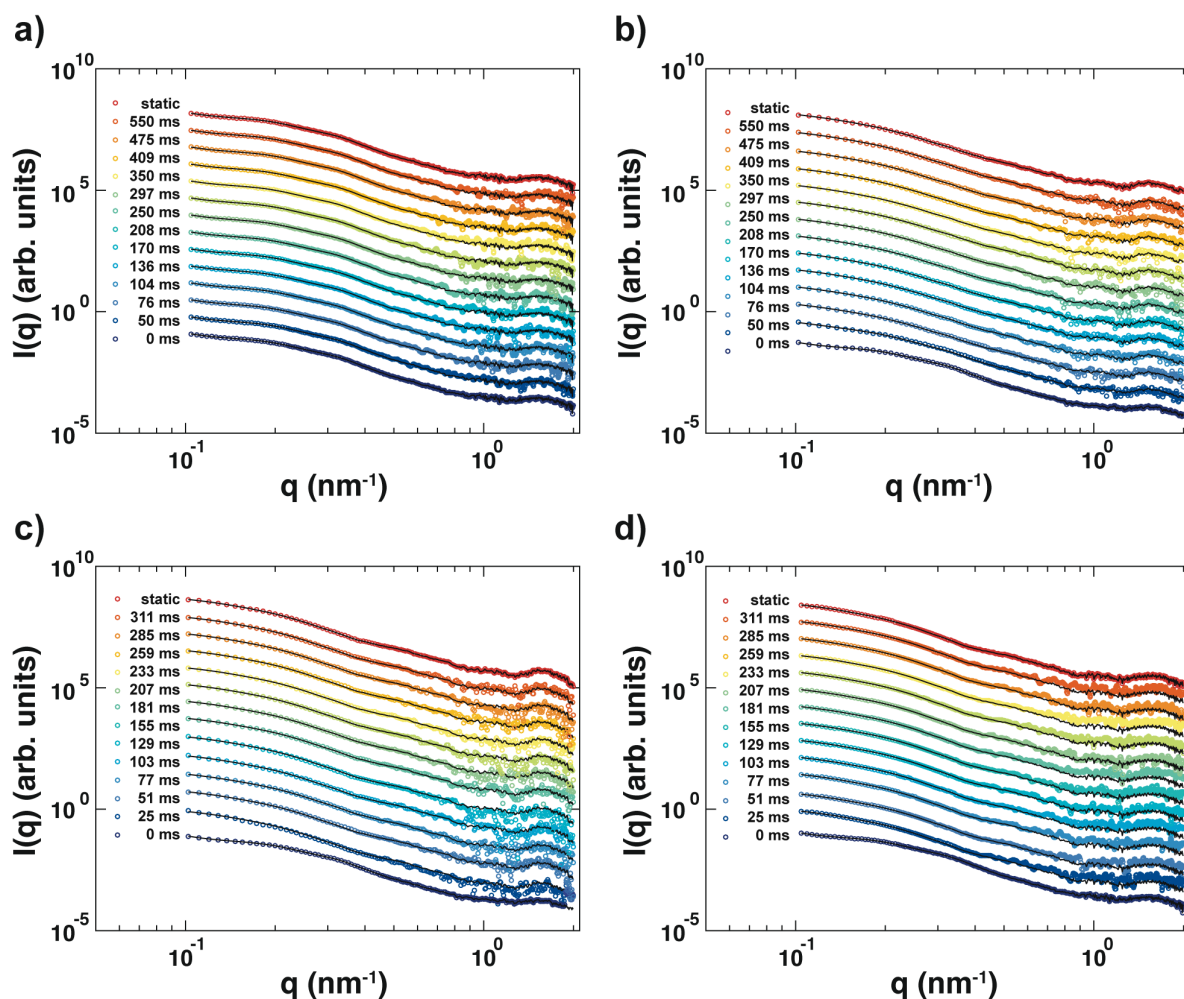 a)
I(q) (arb. units)
10^10
10^5
10^0
10^-5
static
550 ms
475 ms
409 ms
350 ms
297 ms
250 ms
208 ms
170 ms
136 ms
104 ms
76 ms
50 ms
0 ms
10^-1
10^0
q (nm^-1)
b)
I(q) (arb. units)
10^10
10^5
10^0
10^-5
static
550 ms
475 ms
409 ms
350 ms
297 ms
250 ms
208 ms
170 ms
136 ms
104 ms
76 ms
50 ms
0 ms
10^-1
10^0
q (nm^-1)
c)
I(q) (arb. units)
10^10
10^5
10^0
10^-5
static
311 ms
285 ms
259 ms
233 ms
207 ms
181 ms
155 ms
129 ms
103 ms
77 ms
51 ms
25 ms
0 ms
10^-1
10^0
q (nm^-1)
d)
I(q) (arb. units)
10^10
10^5
10^0
10^-5
static
311 ms
285 ms
259 ms
233 ms
207 ms
181 ms
155 ms
129 ms
103 ms
77 ms
51 ms
25 ms
0 ms
10^-1
10^0
q (nm^-1)